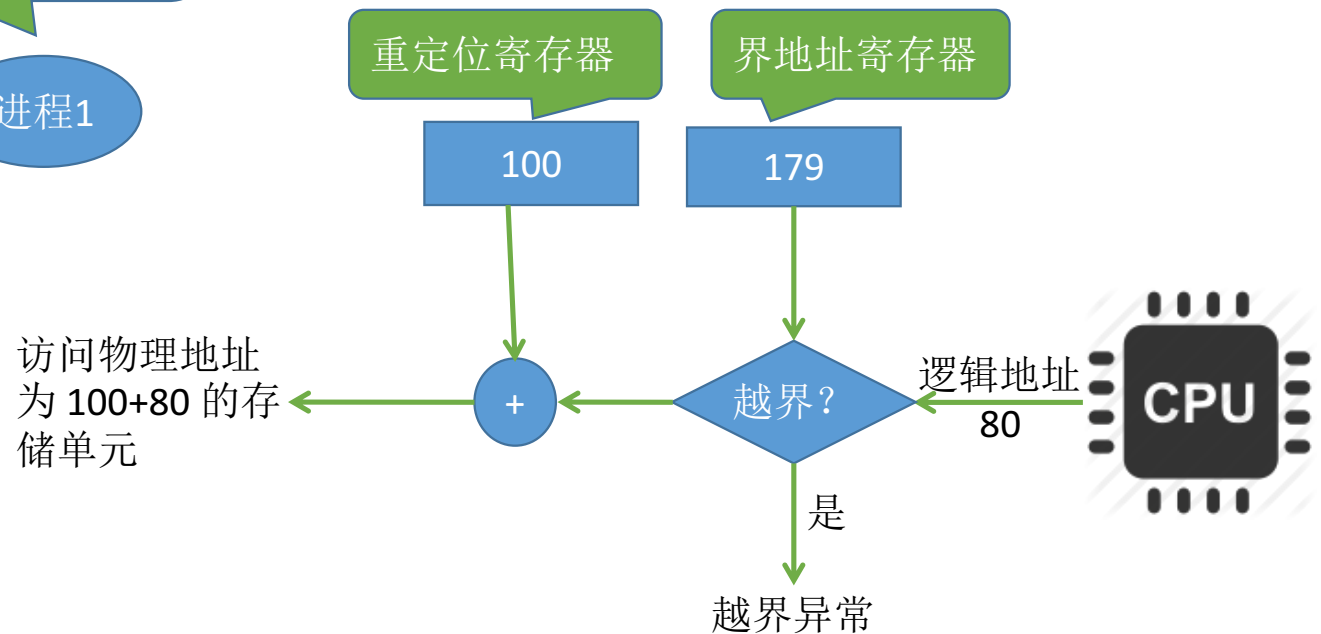 重定位寄存器
界地址寄存器
进程1
100
179
访问物理地址
为 100+80 的存
储单元
+
越界？
逻辑地址
80
CPU
是
越界异常